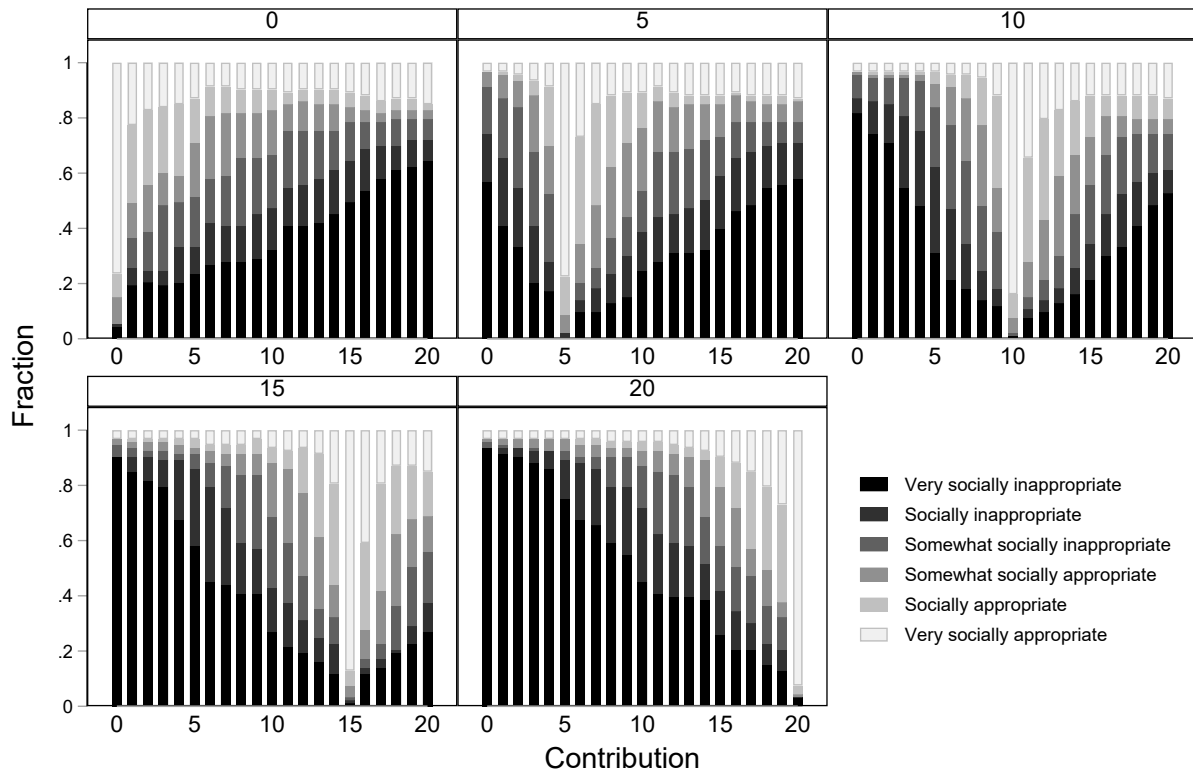 0
5
10
1
.8
.6
.4
.2
0
0 5 10 15 20
0 5 10 15 20
0 5 10 15 20
15
20
1
.8
.6
.4
.2
0
0 5 10 15 20
0 5 10 15 20
Fraction
Contribution
Very socially inappropriate
Socially inappropriate
Somewhat socially inappropriate
Somewhat socially appropriate
Socially appropriate
Very socially appropriate